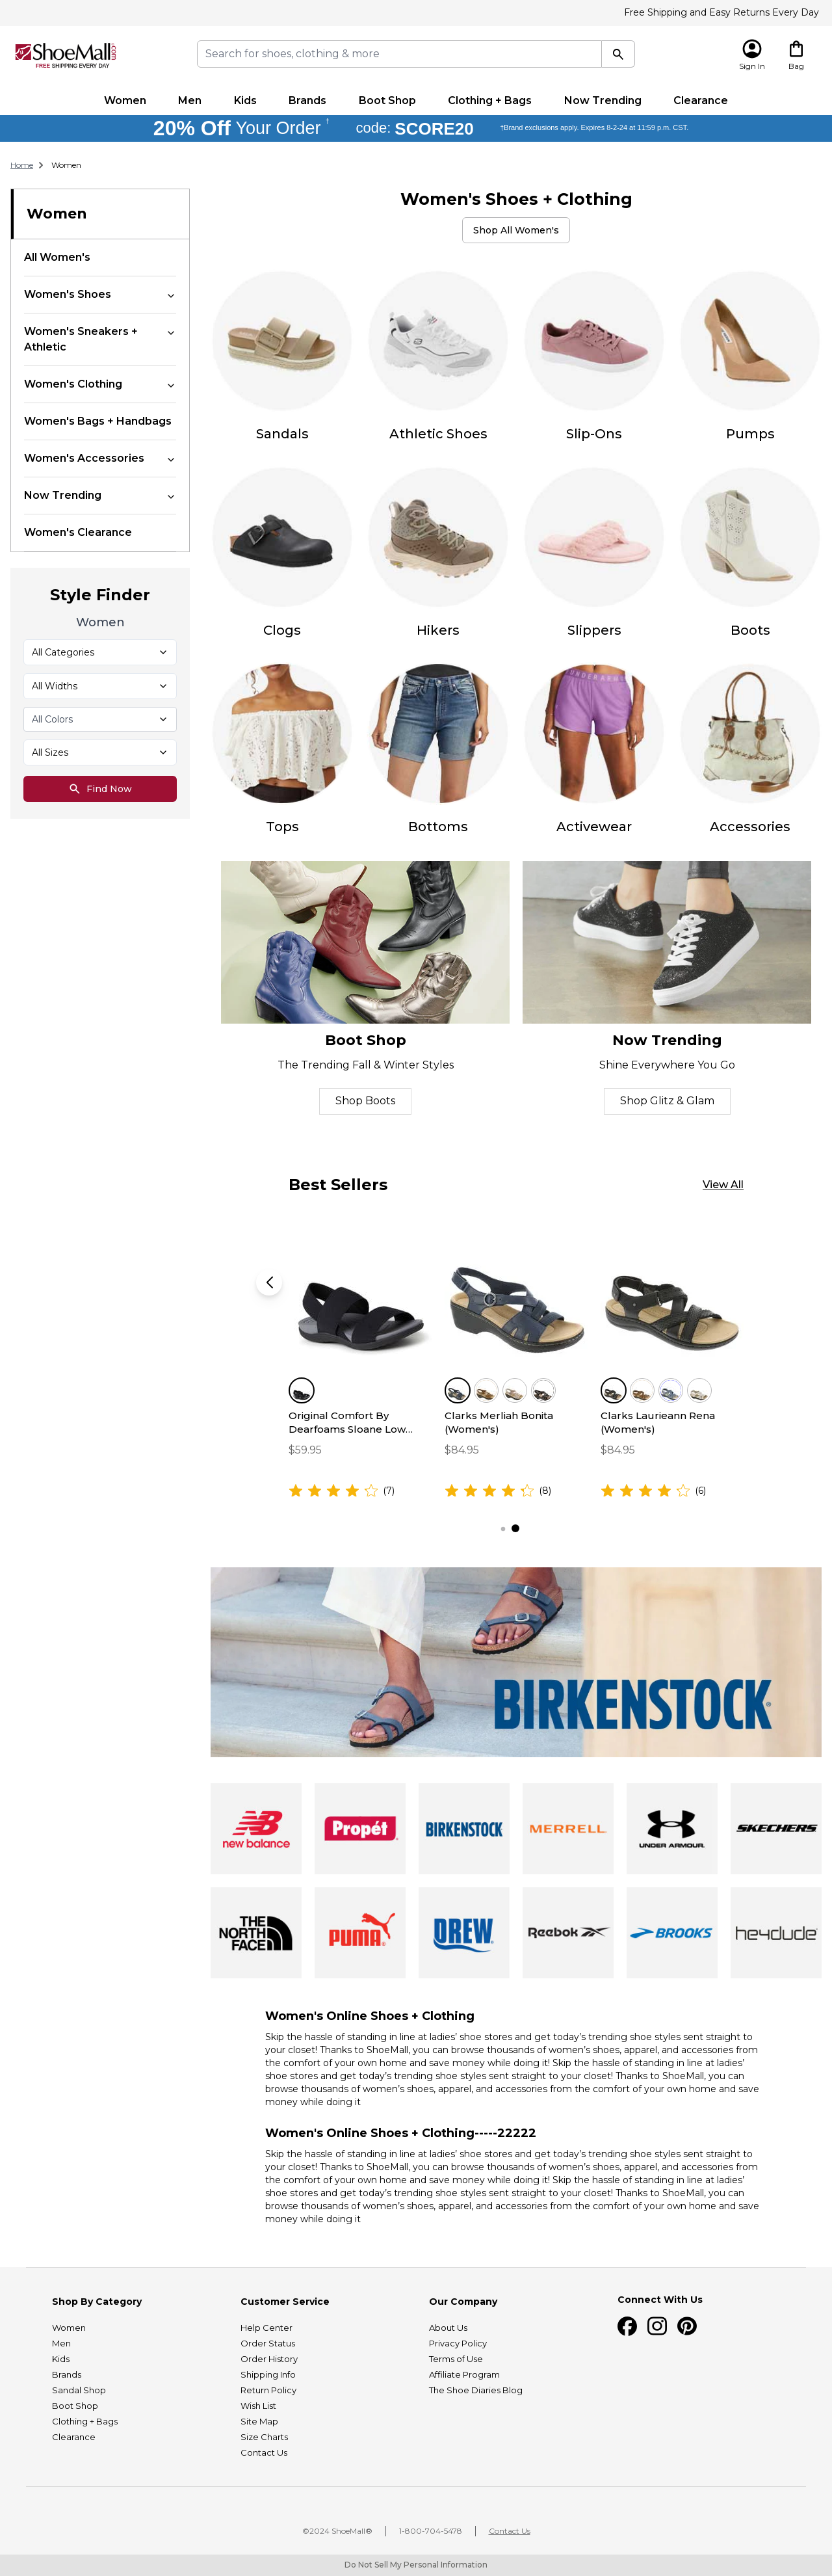 Free Shipping and Easy Returns Every Day
ShoeMall.com
FREE SHIPPING EVERY DAY
Search for shoes, clothing & more
Sign In
Bag
Women Men Kids Brands Boot Shop Clothing + Bags Now Trending Clearance
20% Off Your Order † code: SCORE20 †Brand exclusions apply. Expires 8-2-24 at 11:59 p.m. CST.
Home > Women
Women
All Women's
Women's Shoes
Women's Sneakers +
Athletic
Women's Clothing
Women's Bags + Handbags
Women's Accessories
Now Trending
Women's Clearance
Style Finder
Women
All Categories
All Widths
All Colors
All Sizes
Find Now
Women's Shoes + Clothing
Shop All Women's
Sandals Athletic Shoes Slip-Ons Pumps
Clogs Hikers Slippers Boots
Tops Bottoms Activewear Accessories
Boot Shop
The Trending Fall & Winter Styles
Shop Boots
Now Trending
Shine Everywhere You Go
Shop Glitz & Glam
Best Sellers
View All
Original Comfort By
Dearfoams Sloane Low...
$59.95
(7)
Clarks Merliah Bonita
(Women's)
$84.95
(8)
Clarks Laurieann Rena
(Women's)
$84.95
(6)
BIRKENSTOCK®
new balance
Propét
BIRKENSTOCK
MERRELL
UNDER ARMOUR
SKECHERS
THE NORTH FACE
PUMA
DREW
Reebok
BROOKS
heydude
Women's Online Shoes + Clothing
Skip the hassle of standing in line at ladies’ shoe stores and get today’s trending shoe styles sent straight to
your closet! Thanks to ShoeMall, you can browse thousands of women’s shoes, apparel, and accessories from
the comfort of your own home and save money while doing it! Skip the hassle of standing in line at ladies’
shoe stores and get today’s trending shoe styles sent straight to your closet! Thanks to ShoeMall, you can
browse thousands of women’s shoes, apparel, and accessories from the comfort of your own home and save
money while doing it
Women's Online Shoes + Clothing-----22222
Skip the hassle of standing in line at ladies’ shoe stores and get today’s trending shoe styles sent straight to
your closet! Thanks to ShoeMall, you can browse thousands of women’s shoes, apparel, and accessories from
the comfort of your own home and save money while doing it! Skip the hassle of standing in line at ladies’
shoe stores and get today’s trending shoe styles sent straight to your closet! Thanks to ShoeMall, you can
browse thousands of women’s shoes, apparel, and accessories from the comfort of your own home and save
money while doing it
Shop By Category
Women
Men
Kids
Brands
Sandal Shop
Boot Shop
Clothing + Bags
Clearance
Customer Service
Help Center
Order Status
Order History
Shipping Info
Return Policy
Wish List
Site Map
Size Charts
Contact Us
Our Company
About Us
Privacy Policy
Terms of Use
Affiliate Program
The Shoe Diaries Blog
Connect With Us
©2024 ShoeMall® | 1-800-704-5478 | Contact Us
Do Not Sell My Personal Information